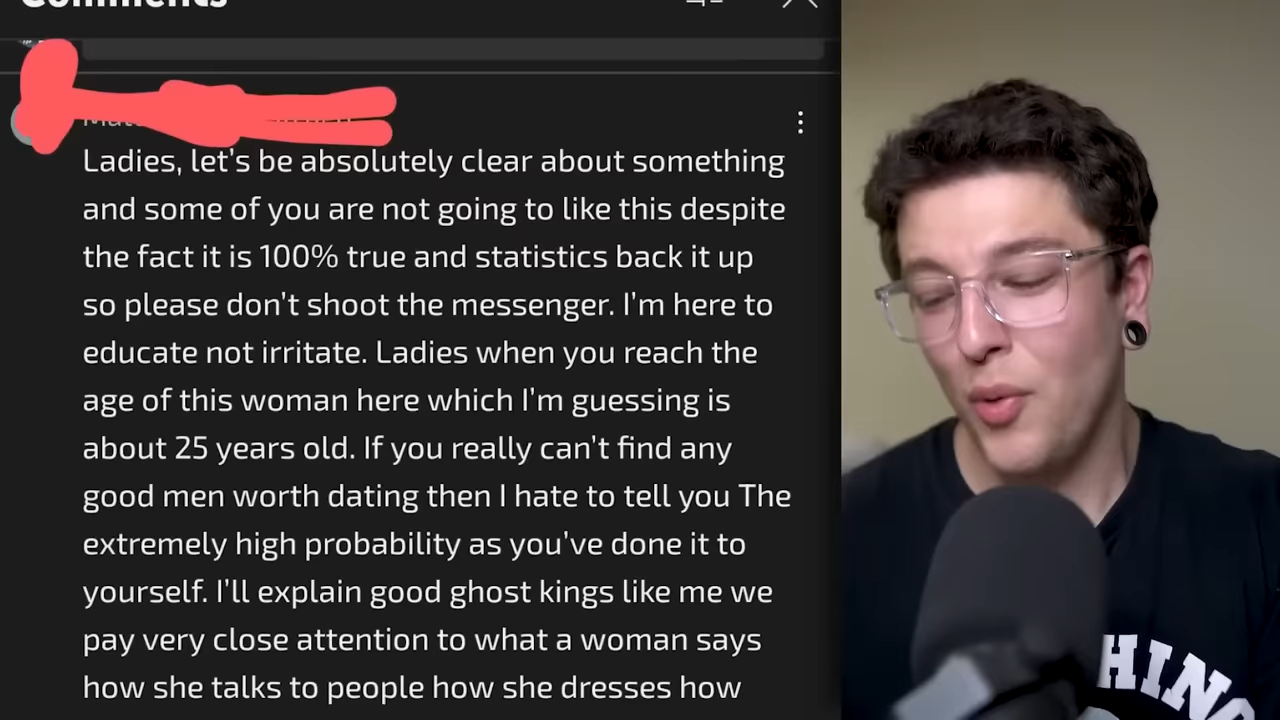 Comments
Ladies, let's be absolutely clear about something
and some of you are not going to like this despite
the fact it is 100% true and statistics back it up
so please don't shoot the messenger. I'm here to
educate not irritate. Ladies when you reach the
age of this woman here which I'm guessing is
about 25 years old. If you really can't find any
good men worth dating then I hate to tell you The
extremely high probability as you've done it to
yourself. I'll explain good ghost kings like me we
pay very close attention to what a woman says
how she talks to people how she dresses how
HING